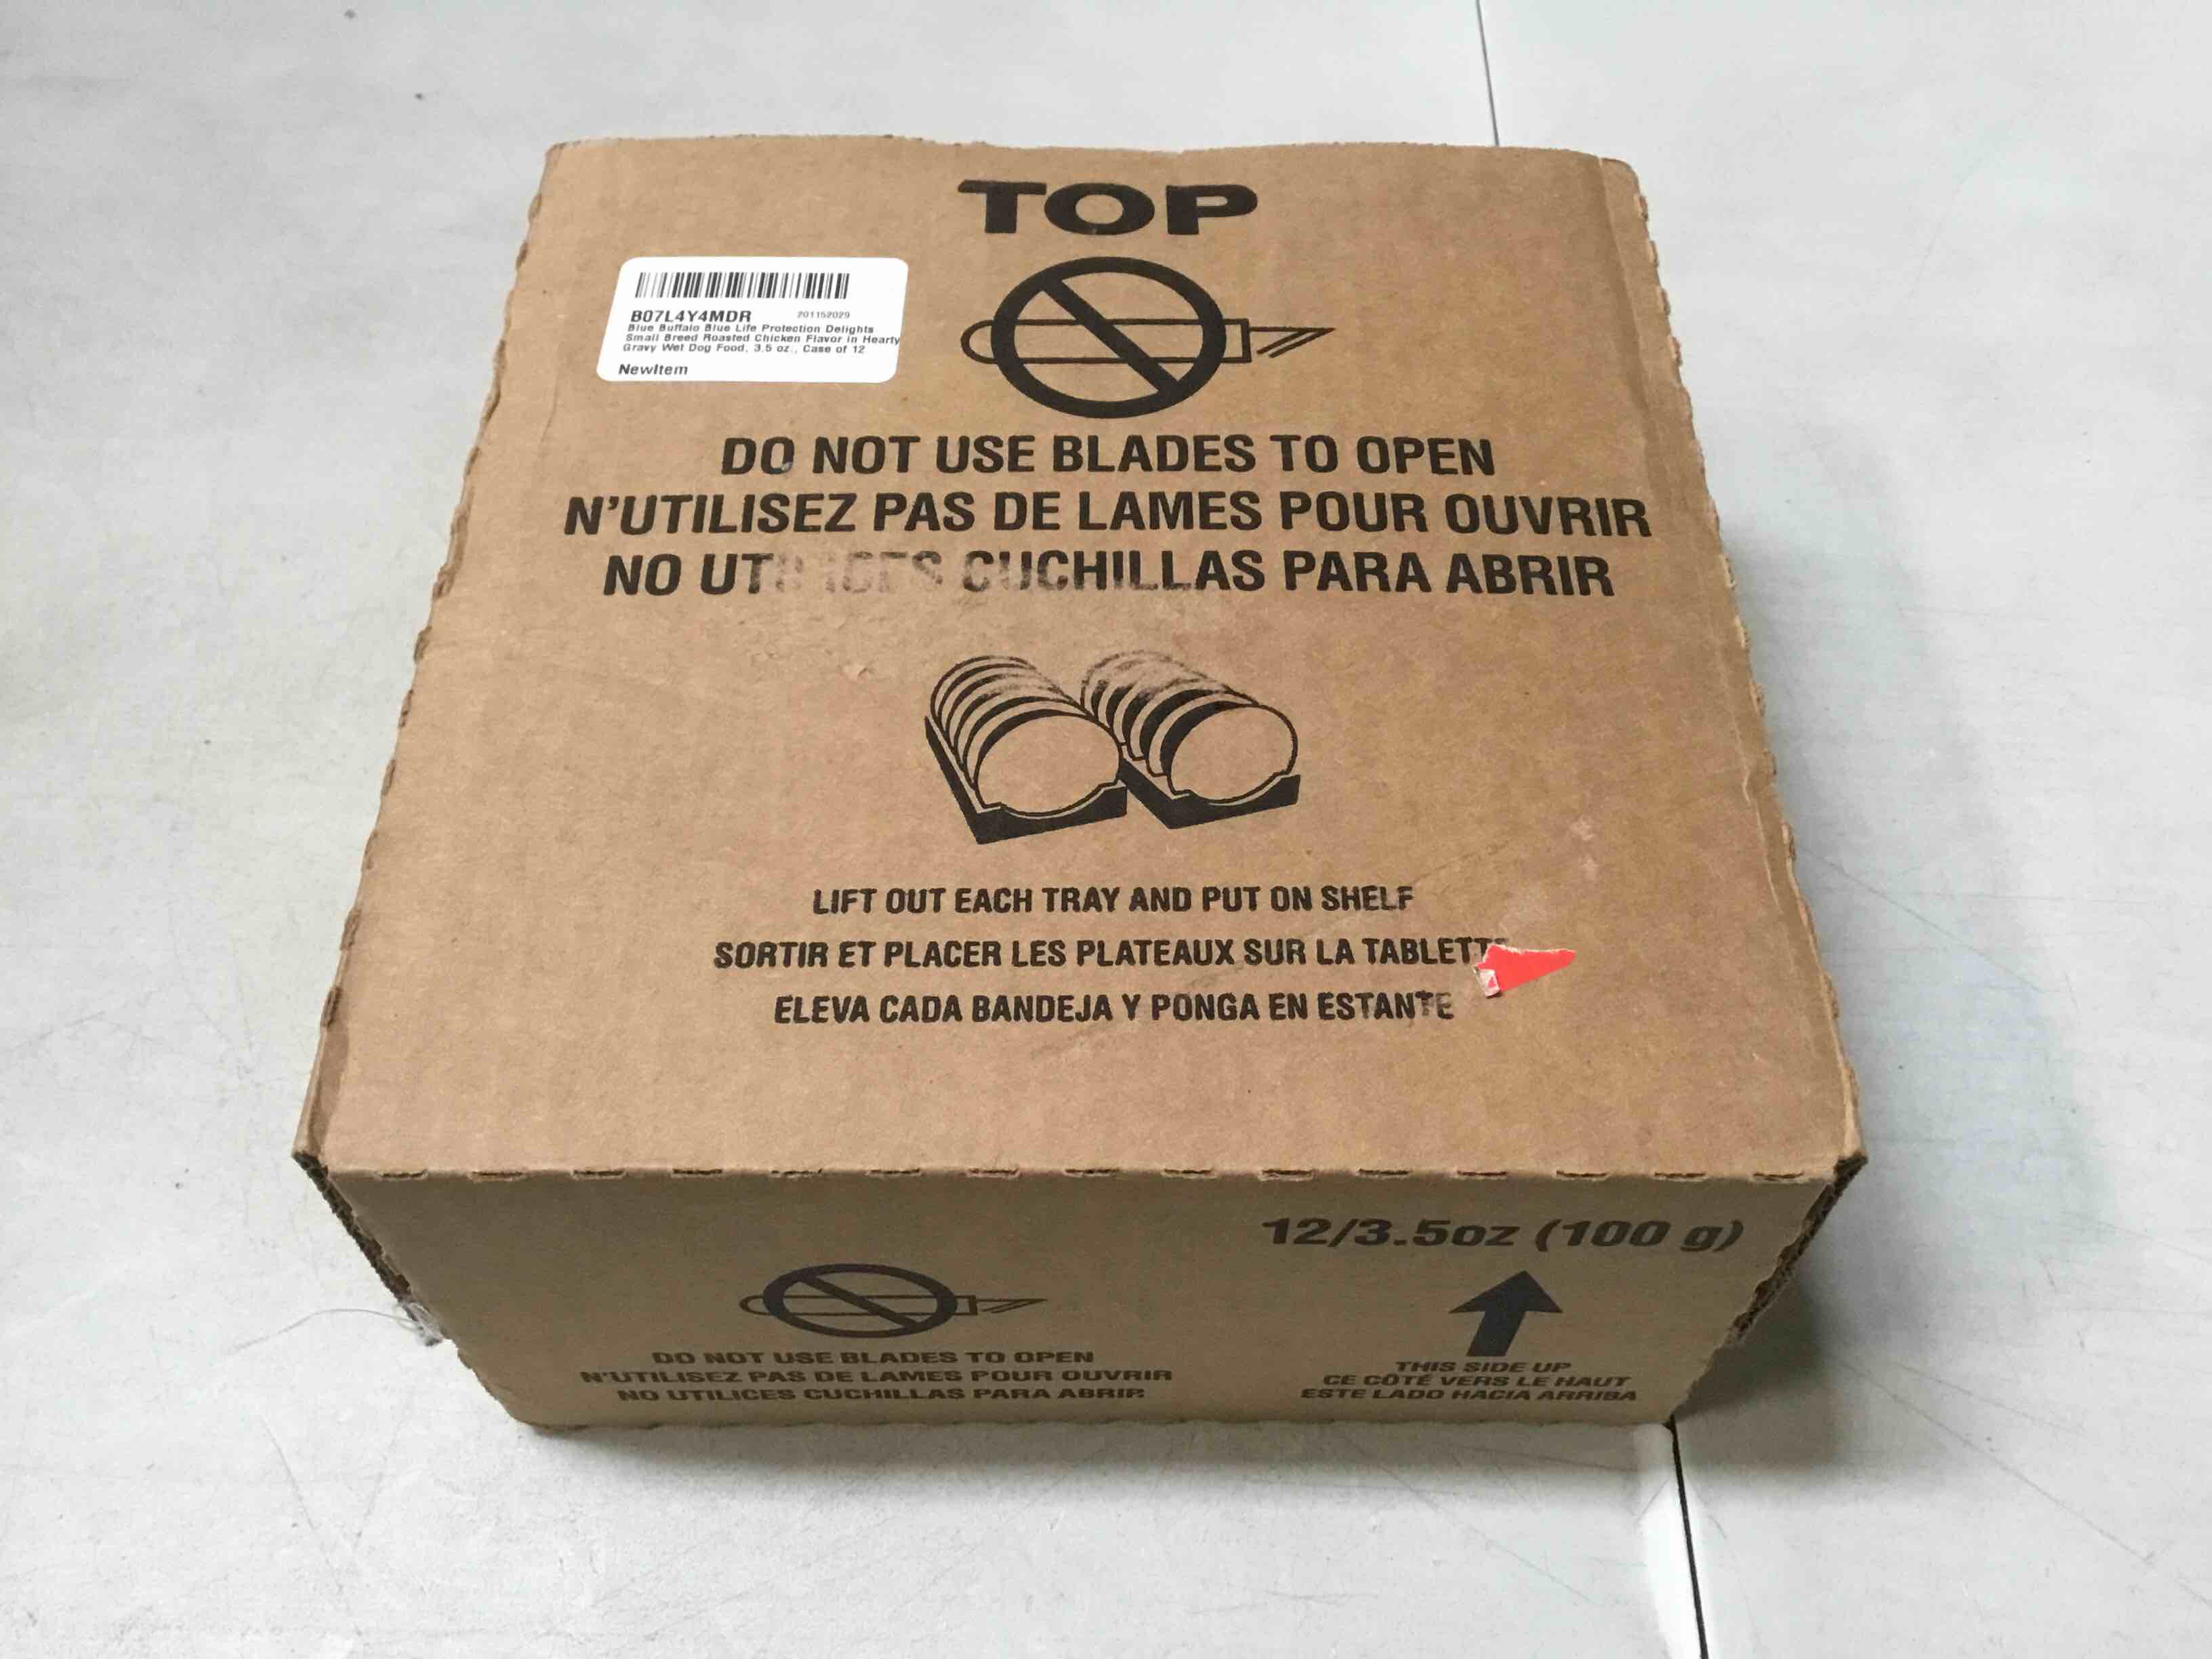 TOP
B07L4Y4MDR 201152029
Blue Buffalo Blue Life Protection Delights
Small Breed Roasted Chicken Flavor in Hearty
Gravy Wet Dog Food, 3.5 oz., Case of 12
NewItem
DO NOT USE BLADES TO OPEN
N'UTILISEZ PAS DE LAMES POUR OUVRIR
NO UTILICES CUCHILLAS PARA ABRIR
LIFT OUT EACH TRAY AND PUT ON SHELF
SORTIR ET PLACER LES PLATEAUX SUR LA TABLETTE
ELEVA CADA BANDEJA Y PONGA EN ESTANTE
12/3.5oz (100 g)
DO NOT USE BLADES TO OPEN
N'UTILISEZ PAS DE LAMES POUR OUVRIR
NO UTILICES CUCHILLAS PARA ABRIR
THIS SIDE UP
CE CÔTÉ VERS LE HAUT
ESTE LADO HACIA ARRIBA